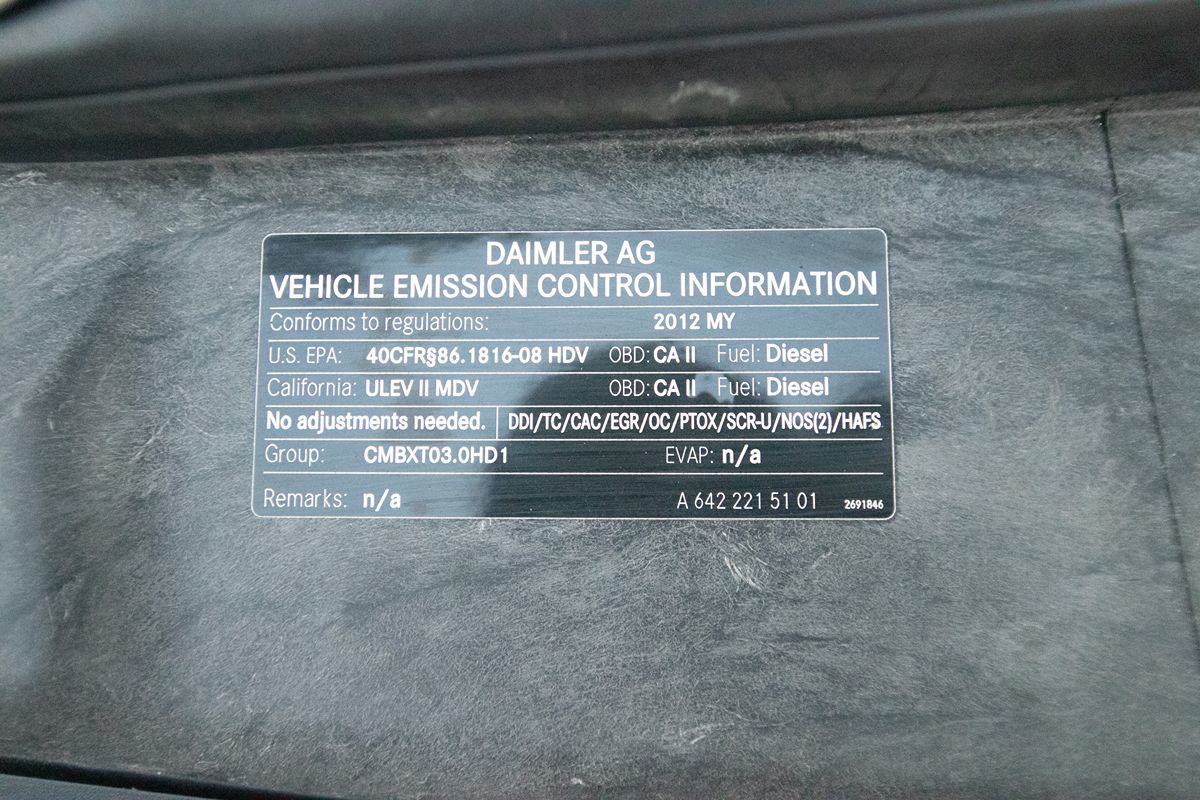 DAIMLER AG
VEHICLE EMISSION CONTROL INFORMATION
Conforms to regulations: 2012 MY
U.S. EPA: 40CFR§86.1816-08 HDV OBD: CA II Fuel: Diesel
California: ULEV II MDV OBD: CA II Fuel: Diesel
No adjustments needed. DDI/TC/CAC/EGR/OC/PTOX/SCR-U/NOS(2)/HAFS
Group: CMBXT03.0HD1 EVAP: n/a
Remarks: n/a A 642 221 51 01 2691846